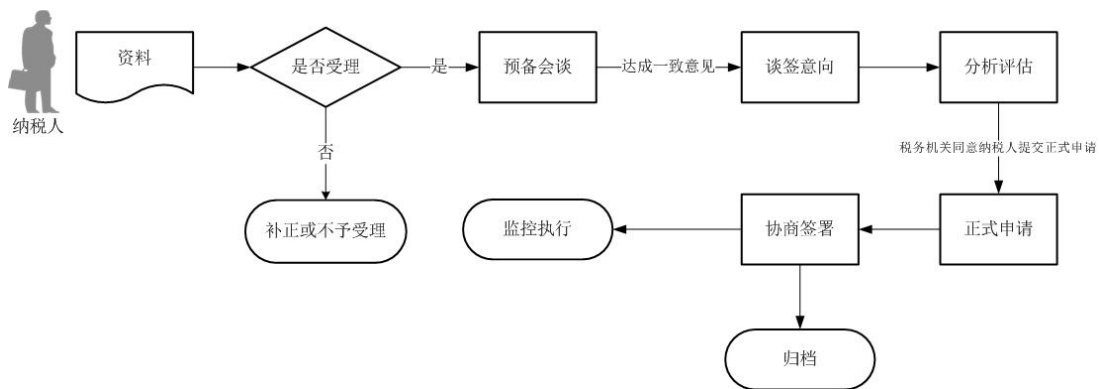 资料
纳税人
是否受理
是
预备会谈
达成一致意见
谈签意向
分析评估
否
税务机关同意纳税人提交正式申请
补正或不予受理
监控执行
协商签署
正式申请
归档